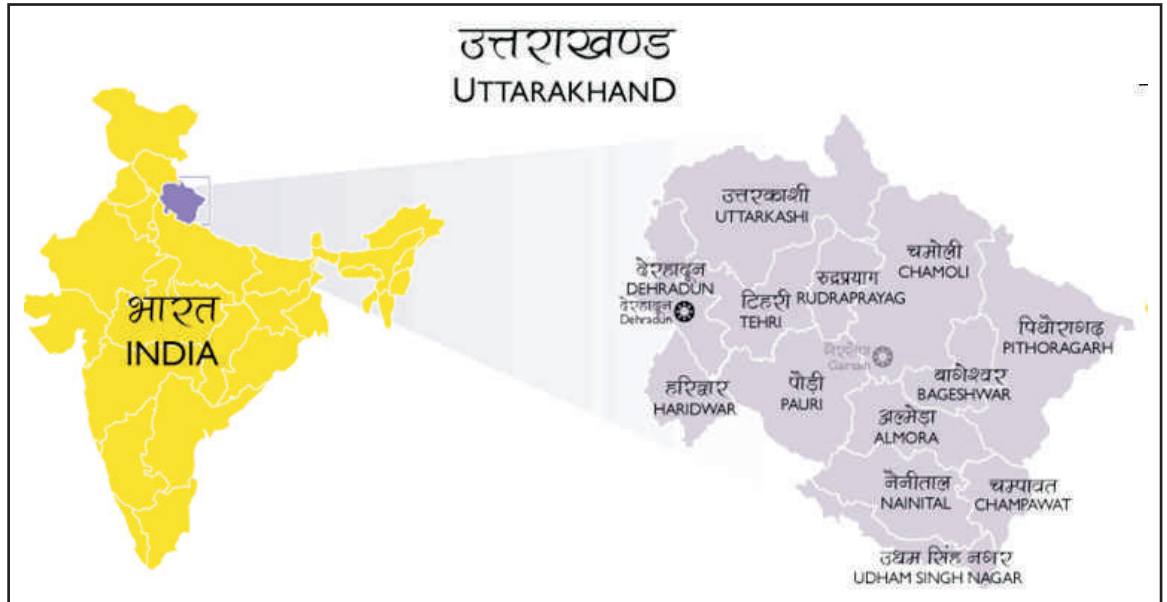 उत्तराखण्ड
UTTARAKHAND
भारत
INDIA
उत्तरकाशी
UTTARKASHI
चमोली
CHAMOLI
देहरादून
DEHRADUN
देहरादून
Dehradun
टिहरी
TEHRI
रुद्रप्रयाग
RUDRAPRAYAG
पिथौरागढ़
PITHORAGARH
Gairsain
हरिद्वार
HARIDWAR
पौड़ी
PAURI
बागेश्वर
BAGESHWAR
अल्मोड़ा
ALMORA
नैनीताल
NAINITAL
चम्पावत
CHAMPAWAT
उधम सिंह नगर
UDHAM SINGH NAGAR